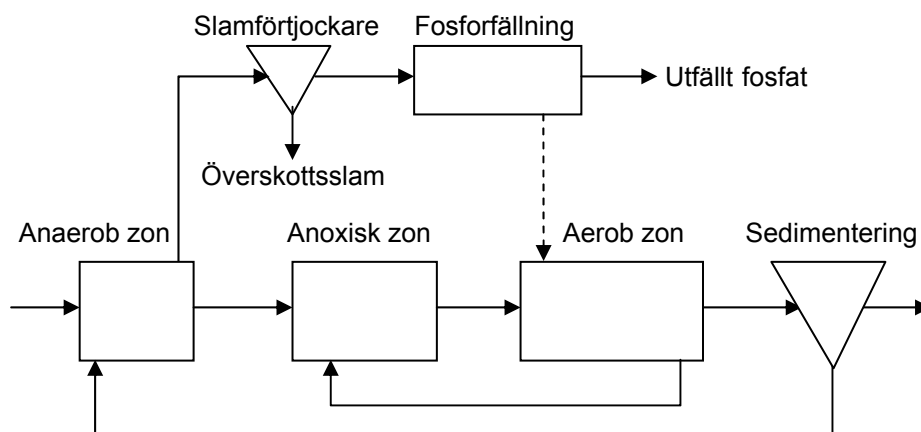 Slamförtjockare
Fosforfällning
Utfällt fosfat
Överskottsslam
Anaerob zon
Anoxisk zon
Aerob zon
Sedimentering